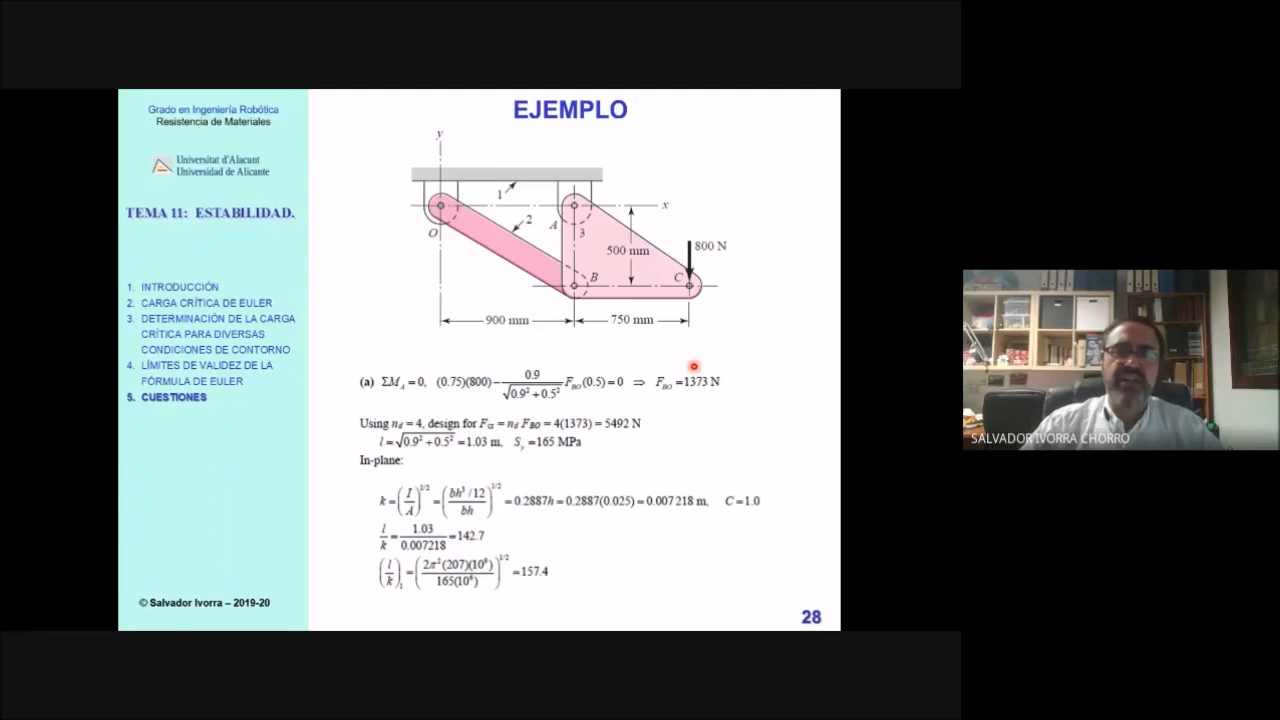 Grado en Ingeniería Robótica
Resistencia de Materiales
Universitat d'Alacant
Universidad de Alicante
TEMA 11: ESTABILIDAD.
1. INTRODUCCIÓN
2. CARGA CRÍTICA DE EULER
3. DETERMINACIÓN DE LA CARGA
CRÍTICA PARA DIVERSAS
CONDICIONES DE CONTORNO
4. LÍMITES DE VALIDEZ DE LA
FÓRMULA DE EULER
5. CUESTIONES
© Salvador Ivorra – 2019-20
EJEMPLO
y
1
x
2
A
O
3
500 mm
800 N
B
C
900 mm
750 mm
(a) ΣM_A = 0, (0.75)(800) − 0.9/√(0.9² + 0.5²) F_BO (0.5) = 0 ⇒ F_BO = 1373 N
Using n_d = 4, design for F_cr = n_d F_BO = 4(1373) = 5492 N
l = √(0.9² + 0.5²) = 1.03 m, S_y = 165 MPa
In-plane:
k = (I/A)^1/2 = (bh³/12 / bh)^1/2 = 0.2887h = 0.2887(0.025) = 0.007 218 m, C = 1.0
l/k = 1.03/0.007218 = 142.7
(l/k)_1 = (2π²(207)(10⁹)/165(10⁶))^1/2 = 157.4
28
SALVADOR IVORRA CHORRO